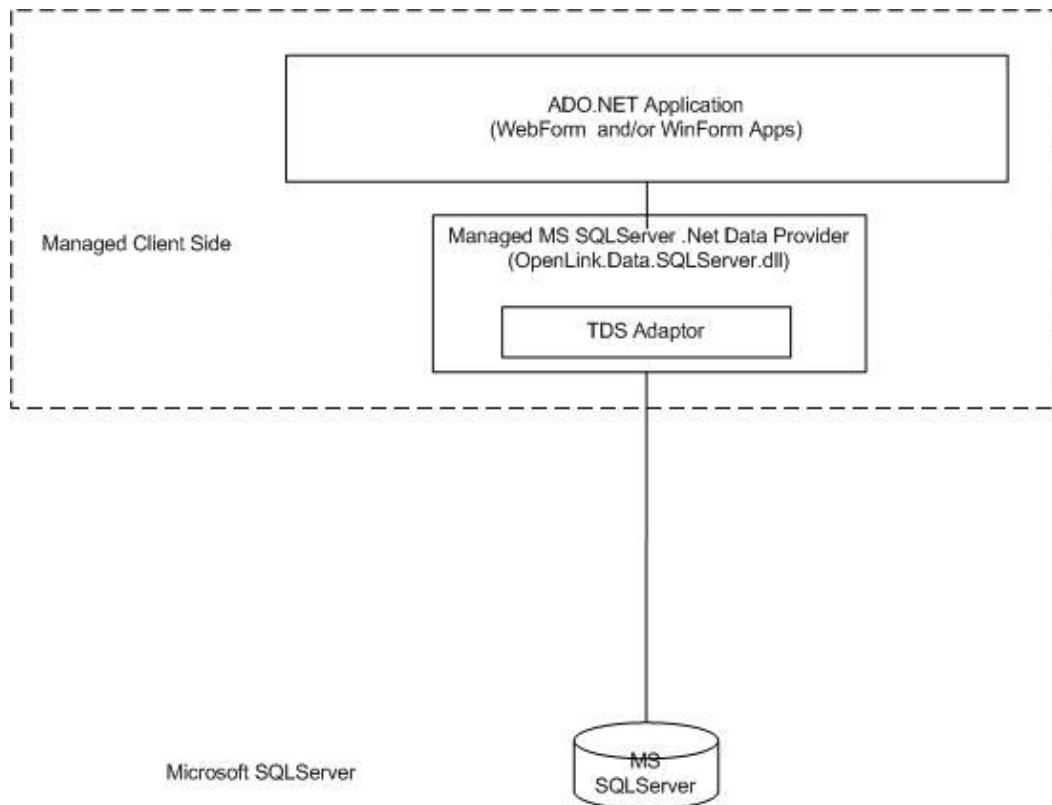 ADO.NET Application
(WebForm and/or WinForm Apps)
Managed Client Side
Managed MS SQLServer .Net Data Provider
(OpenLink.Data.SQLServer.dll)
TDS Adaptor
Microsoft SQLServer
MS
SQLServer